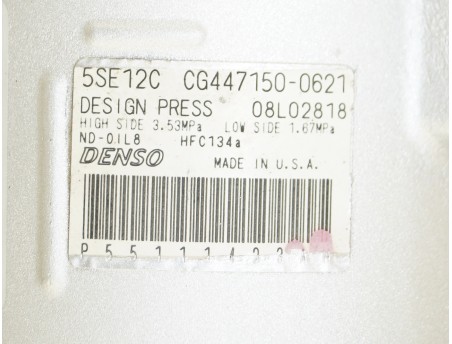 5SE12C CG447150-0621
DESIGN PRESS 08L02818
HIGH SIDE 3.53MPa LOW SIDE 1.67MPa
ND-OIL8 HFC134a
DENSO MADE IN U.S.A.